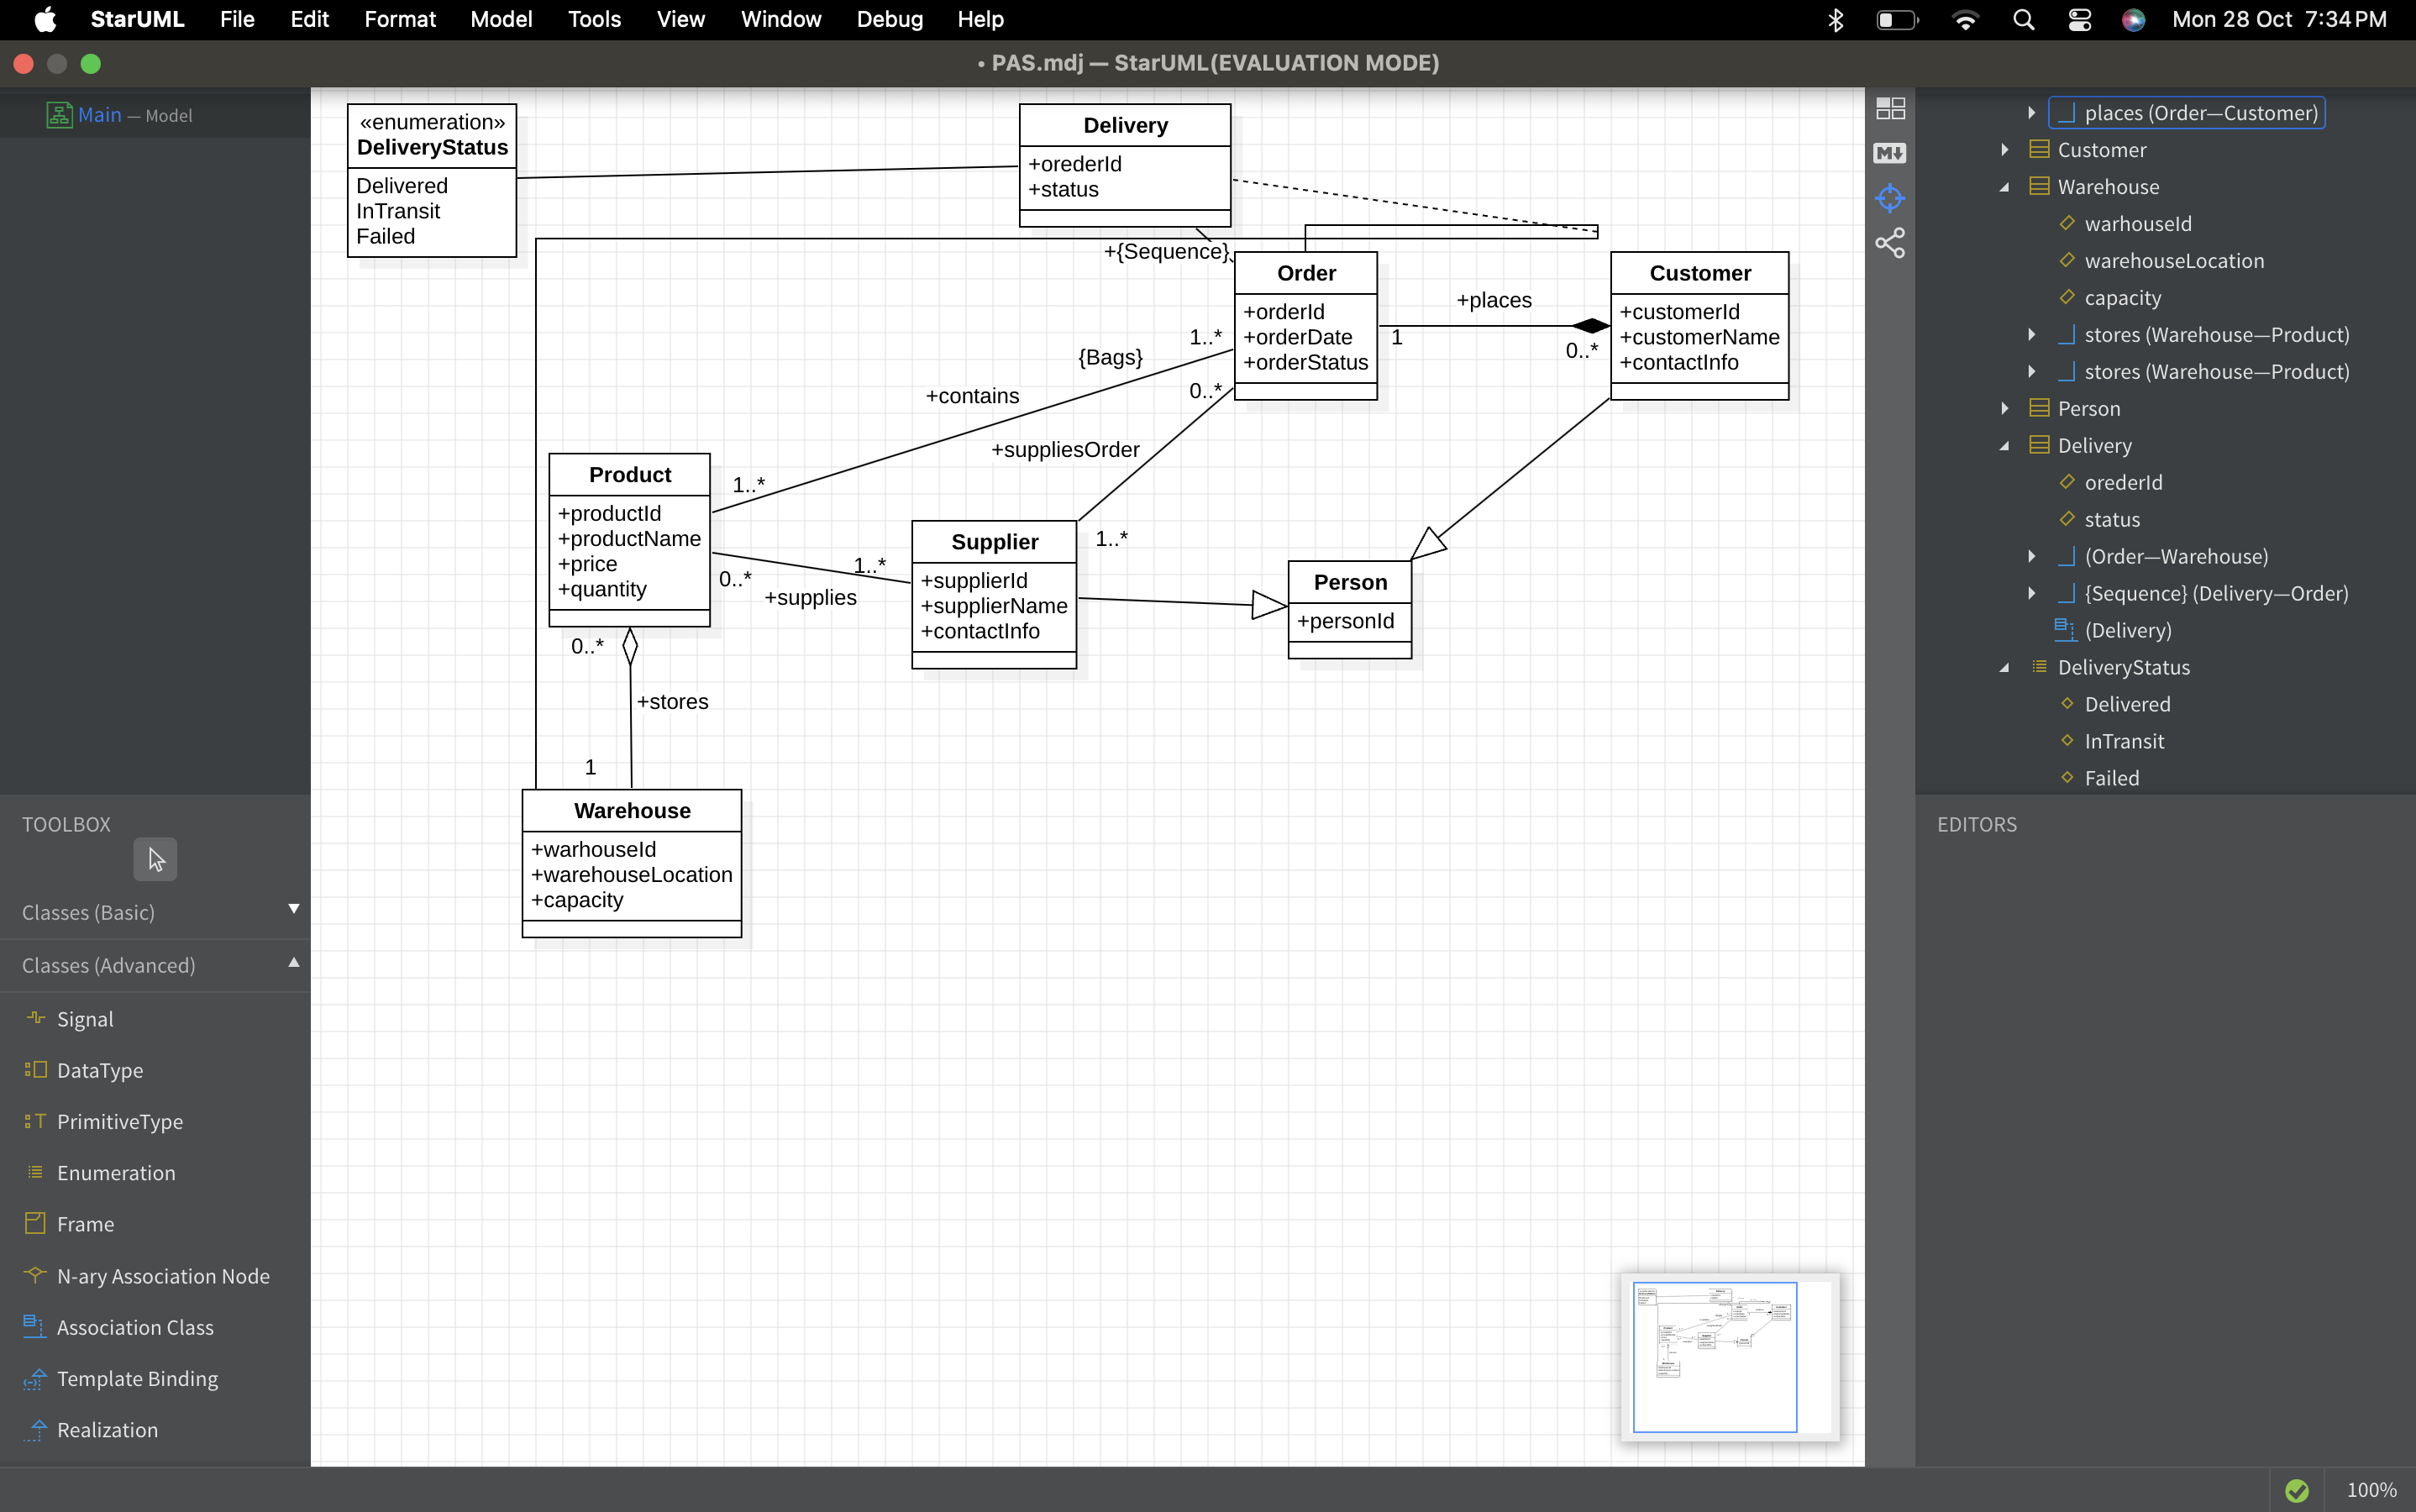 StarUML File Edit Format Model Tools View Window Debug Help Mon 28 Oct 7:34 PM
• PAS.mdj — StarUML(EVALUATION MODE)
Main — Model
«enumeration»
DeliveryStatus
Delivered
InTransit
Failed
Delivery
+orederId
+status
+{Sequence}
Order
+orderId
+orderDate
+orderStatus
+places
1
0..*
Customer
+customerId
+customerName
+contactInfo
1..*
{Bags}
+contains
0..*
+suppliesOrder
1..*
Product
+productId
+productName
+price
+quantity
0..*
1..*
+supplies
Supplier
+supplierId
+supplierName
+contactInfo
1..*
Person
+personId
0..*
+stores
1
Warehouse
+warhouseId
+warehouseLocation
+capacity
places (Order—Customer)
Customer
Warehouse
warhouseId
warehouseLocation
capacity
stores (Warehouse—Product)
stores (Warehouse—Product)
Person
Delivery
orederId
status
(Order—Warehouse)
{Sequence} (Delivery—Order)
(Delivery)
DeliveryStatus
Delivered
InTransit
Failed
TOOLBOX
Classes (Basic)
Classes (Advanced)
Signal
DataType
PrimitiveType
Enumeration
Frame
N-ary Association Node
Association Class
Template Binding
Realization
EDITORS
100%